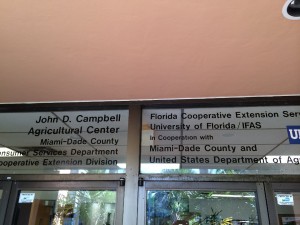 John D. Campbell
Agricultural Center
Miami-Dade County
nsumer Services Department
ooperative Extension Division
Florida Cooperative Extension Serv
University of Florida/IFAS
In Cooperation with
Miami-Dade County and
United States Department of Ag
U